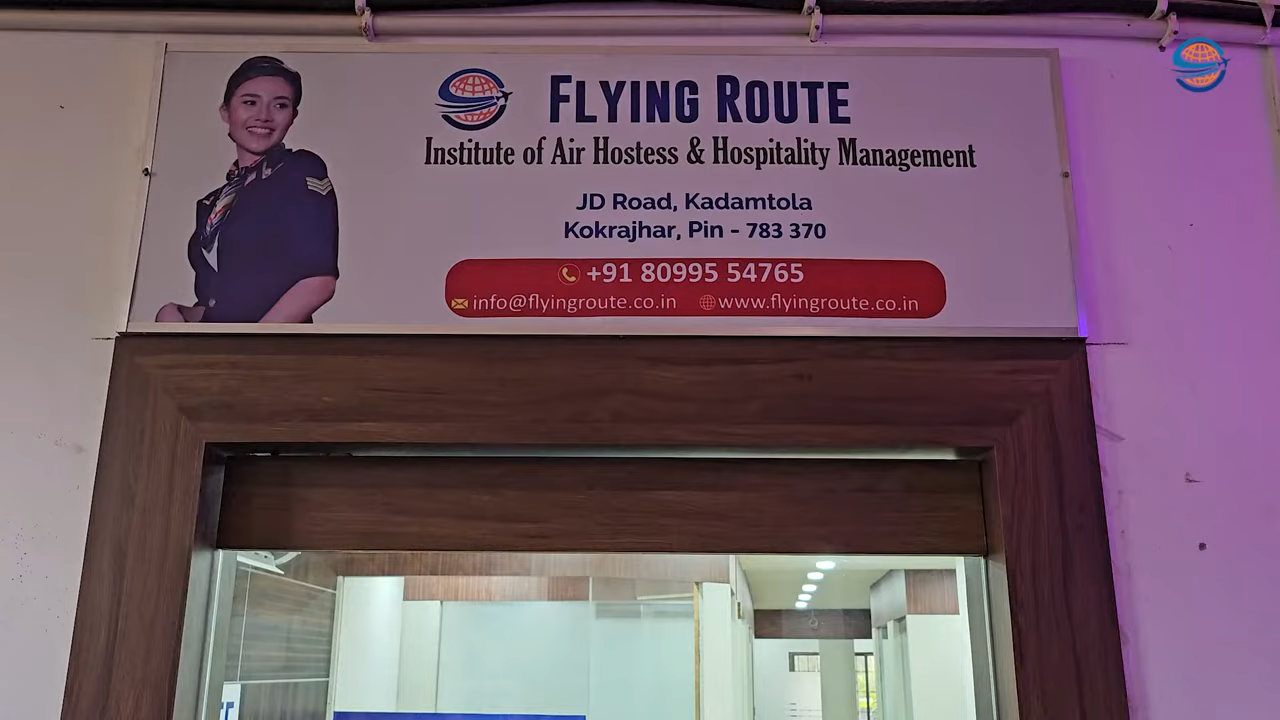 FLYING ROUTE
Institute of Air Hostess & Hospitality Management
JD Road, Kadamtola
Kokrajhar, Pin - 783 370
+91 80995 54765
info@flyingroute.co.in www.flyingroute.co.in